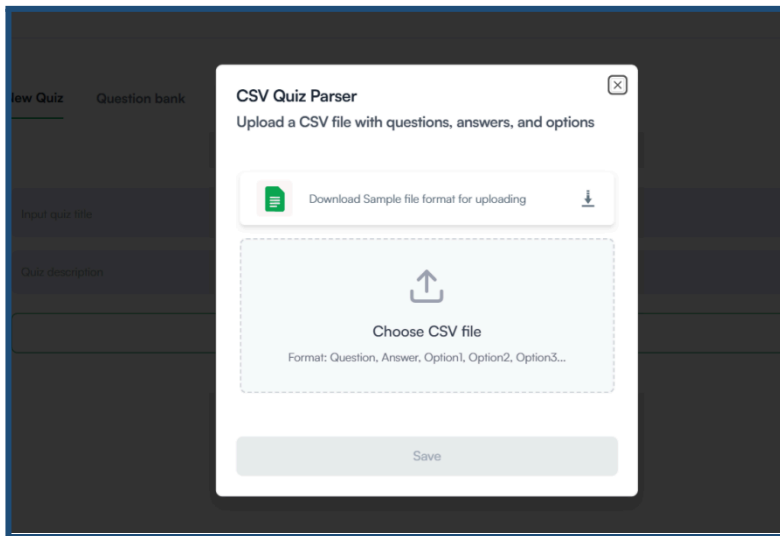 New Quiz
Question bank
CSV Quiz Parser
Upload a CSV file with questions, answers, and options
Input quiz title
Download Sample file format for uploading
Quiz description
Choose CSV file
Format: Question, Answer, Option1, Option2, Option3...
Save